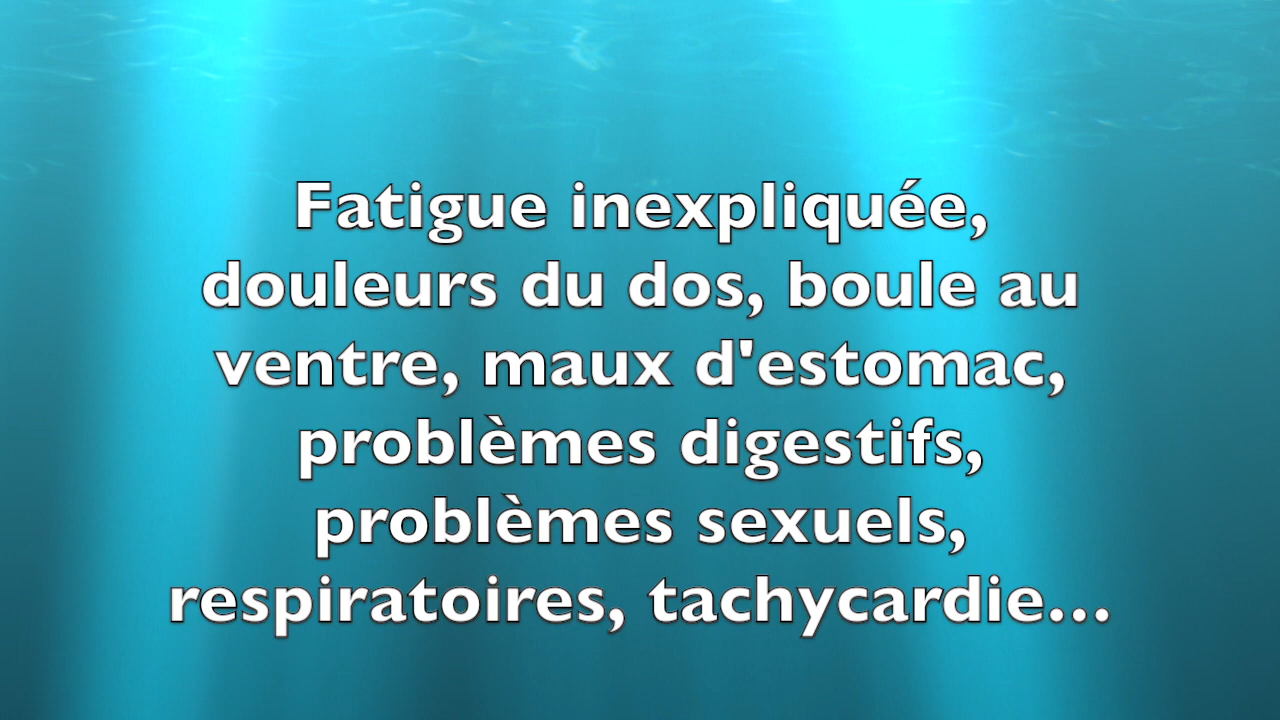 Fatigue inexpliquée,
douleurs du dos, boule au
ventre, maux d'estomac,
problèmes digestifs,
problèmes sexuels,
respiratoires, tachycardie...